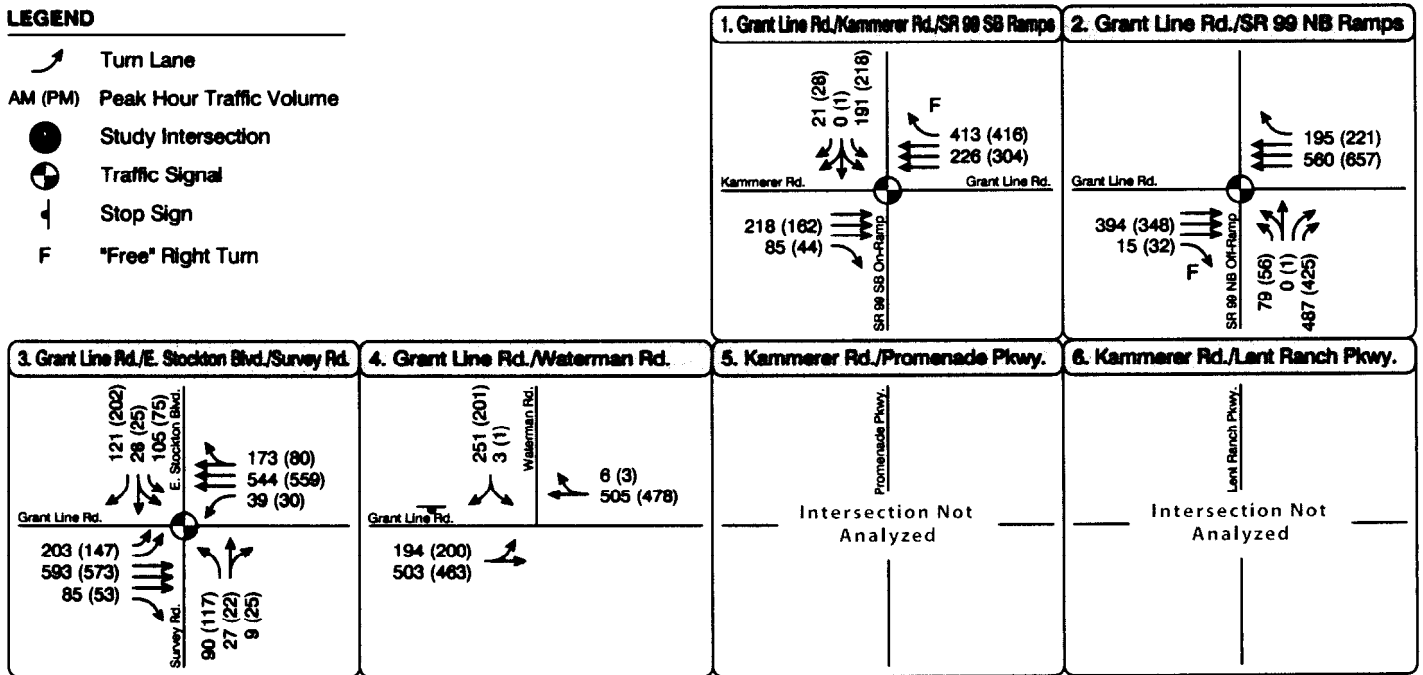 LEGEND
Turn Lane
AM (PM) Peak Hour Traffic Volume
Study Intersection
Traffic Signal
Stop Sign
F "Free" Right Turn
1. Grant Line Rd./Kammerer Rd./SR 99 SB Ramps
21 (28)
0 (1)
191 (218)
F
413 (416)
226 (304)
Kammerer Rd.
Grant Line Rd.
218 (162)
85 (44)
SR 99 SB On-Ramp
2. Grant Line Rd./SR 99 NB Ramps
195 (221)
560 (657)
Grant Line Rd.
394 (348)
15 (32)
F
SR 99 NB Off-Ramp
79 (56)
0 (1)
487 (425)
3. Grant Line Rd./E. Stockton Blvd./Survey Rd.
121 (202)
28 (25)
105 (75)
E. Stockton Blvd.
173 (80)
544 (559)
39 (30)
Grant Line Rd.
203 (147)
593 (573)
85 (53)
Survey Rd.
90 (117)
27 (22)
9 (25)
4. Grant Line Rd./Waterman Rd.
251 (201)
3 (1)
Waterman Rd.
6 (3)
505 (478)
Grant Line Rd.
194 (200)
503 (463)
5. Kammerer Rd./Promenade Pkwy.
Promenade Pkwy.
Intersection Not
Analyzed
6. Kammerer Rd./Lent Ranch Pkwy.
Lent Ranch Pkwy.
Intersection Not
Analyzed